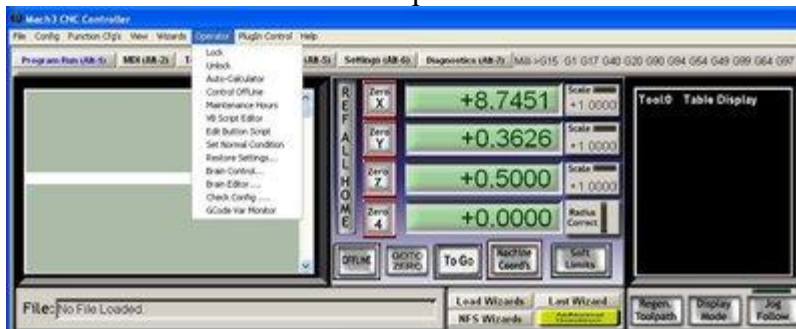 Mach3 CNC Controller
File Config Function Cfg's View Wizards Operator PlugIn Control Help
Program Run (Alt-1) MDI (Alt-2) Settings (Alt-6) Diagnostics (Alt-7) Mill->G15 G1 G17 G40 G20 G90 G94 G54 G49 G99 G64 G97
Lock
Unlock
Auto-Calculator
Control OffLine
Maintenance Hours
VB Script Editor
Edit Button Script
Set Normal Condition
Restore Settings...
Brain Control...
Brain Editor ....
Check Config ....
GCode Var Monitor
REF ALL HOME
Zero X +8.7451 Scale +1.0000
Zero Y +0.3626 Scale +1.0000
Zero Z +0.5000 Scale +1.0000
Zero 4 +0.0000 Radius Correct
Tool:0 Table Display
OFFLINE GOTO ZERO To Go Machine Coord's Soft Limits
File: No File Loaded.
Load Wizards Last Wizard
NFS Wizards
Regen. Toolpath Display Mode Jog Follow